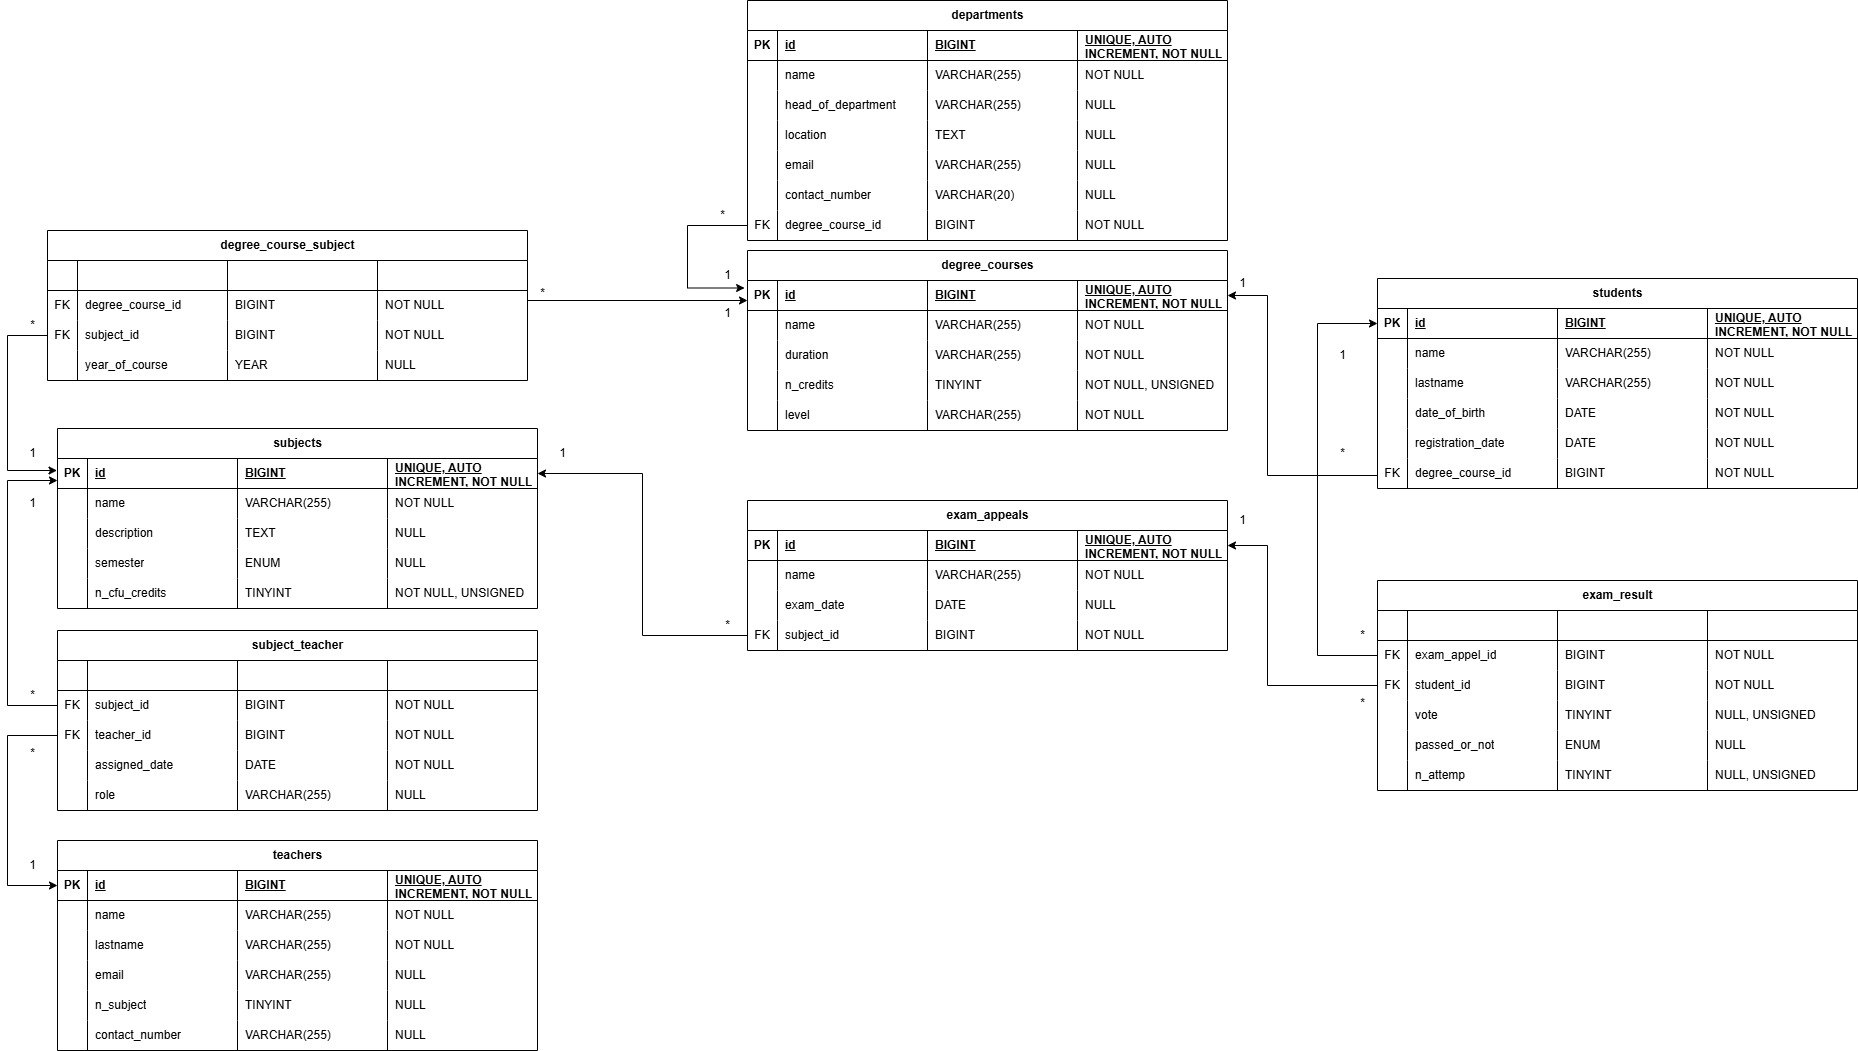 departments
PK id BIGINT UNIQUE, AUTO
INCREMENT, NOT NULL
name VARCHAR(255) NOT NULL
head_of_department VARCHAR(255) NULL
location TEXT NULL
email VARCHAR(255) NULL
contact_number VARCHAR(20) NULL
FK degree_course_id BIGINT NOT NULL
*
1
degree_course_subject
FK degree_course_id BIGINT NOT NULL
FK subject_id BIGINT NOT NULL
year_of_course YEAR NULL
*
1
*
1
degree_courses
PK id BIGINT UNIQUE, AUTO
INCREMENT, NOT NULL
name VARCHAR(255) NOT NULL
duration VARCHAR(255) NOT NULL
n_credits TINYINT NOT NULL, UNSIGNED
level VARCHAR(255) NOT NULL
1
*
students
PK id BIGINT UNIQUE, AUTO
INCREMENT, NOT NULL
name VARCHAR(255) NOT NULL
lastname VARCHAR(255) NOT NULL
date_of_birth DATE NOT NULL
registration_date DATE NOT NULL
FK degree_course_id BIGINT NOT NULL
1
subjects
PK id BIGINT UNIQUE, AUTO
INCREMENT, NOT NULL
name VARCHAR(255) NOT NULL
description TEXT NULL
semester ENUM NULL
n_cfu_credits TINYINT NOT NULL, UNSIGNED
1
1
*
exam_appeals
PK id BIGINT UNIQUE, AUTO
INCREMENT, NOT NULL
name VARCHAR(255) NOT NULL
exam_date DATE NULL
FK subject_id BIGINT NOT NULL
1
*
*
exam_result
FK exam_appel_id BIGINT NOT NULL
FK student_id BIGINT NOT NULL
vote TINYINT NULL, UNSIGNED
passed_or_not ENUM NULL
n_attemp TINYINT NULL, UNSIGNED
subject_teacher
FK subject_id BIGINT NOT NULL
FK teacher_id BIGINT NOT NULL
assigned_date DATE NOT NULL
role VARCHAR(255) NULL
*
*
1
teachers
PK id BIGINT UNIQUE, AUTO
INCREMENT, NOT NULL
name VARCHAR(255) NOT NULL
lastname VARCHAR(255) NOT NULL
email VARCHAR(255) NULL
n_subject TINYINT NULL
contact_number VARCHAR(255) NULL